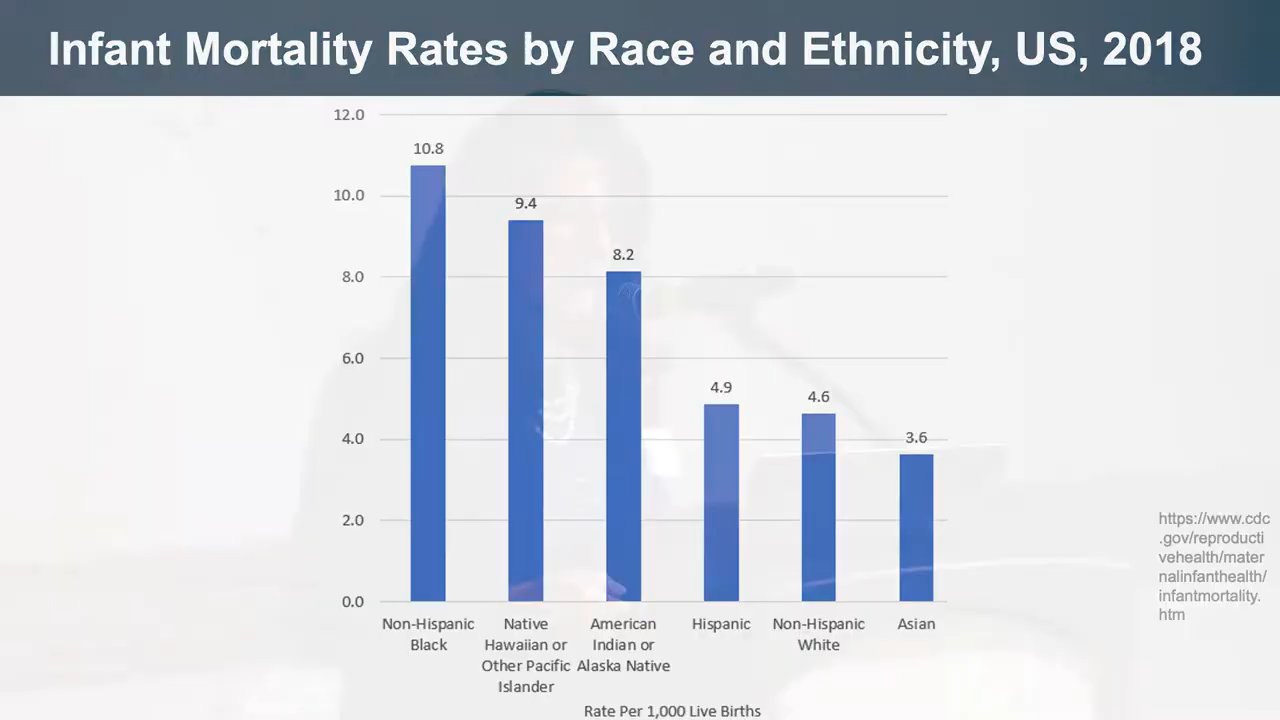 Infant Mortality Rates by Race and Ethnicity, US, 2018
12.0
10.0
8.0
6.0
4.0
2.0
0.0
10.8
9.4
8.2
4.9
4.6
3.6
Non-Hispanic
Black
Native
Hawaiian or
Other Pacific
Islander
American
Indian or
Alaska Native
Hispanic
Non-Hispanic
White
Asian
Rate Per 1,000 Live Births
https://www.cdc
.gov/reproducti
vehealth/mater
nalinfanthealth/
infantmortality.
htm